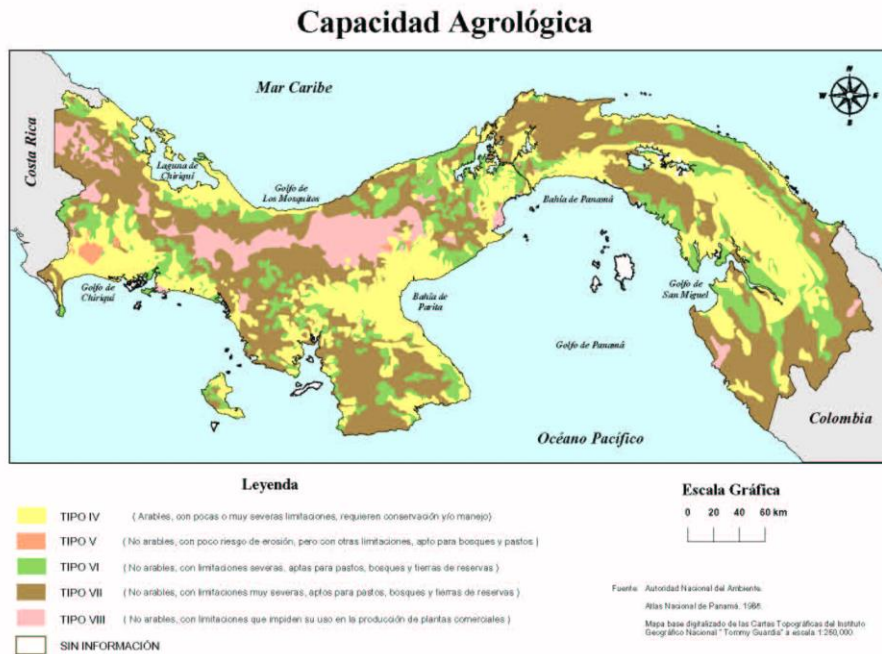 Capacidad Agrológica
Mar Caribe
N
W
E
S
Costa Rica
Laguna de
Chiriquí
Golfo de
Los Mosquitos
Bahía de Panamá
Golfo de
Chiriquí
Bahía de
Parita
Golfo de
San Miguel
Golfo de Panamá
Océano Pacífico
Colombia
Leyenda
TIPO IV ( Arables, con pocas o muy severas limitaciones, requieren conservación y/o manejo)
TIPO V ( No arables, con poco riesgo de erosión, pero con otras limitaciones, apto para bosques y pastos )
TIPO VI ( No arables, con limitaciones severas, aptas para pastos, bosques y tierras de reservas )
TIPO VII ( No arables, con limitaciones muy severas, aptos para pastos, bosques y tierras de reservas )
TIPO VIII ( No arables, con limitaciones que impiden su uso en la producción de plantas comerciales )
SIN INFORMACIÓN
Escala Gráfica
0 20 40 60 km
Fuente: Autoridad Nacional del Ambiente.
Atlas Nacional de Panamá. 1988.
Mapa base digitalizado de las Cartas Topográficas del Instituto
Geográfico Nacional "Tommy Guardia" a escala 1:250,000